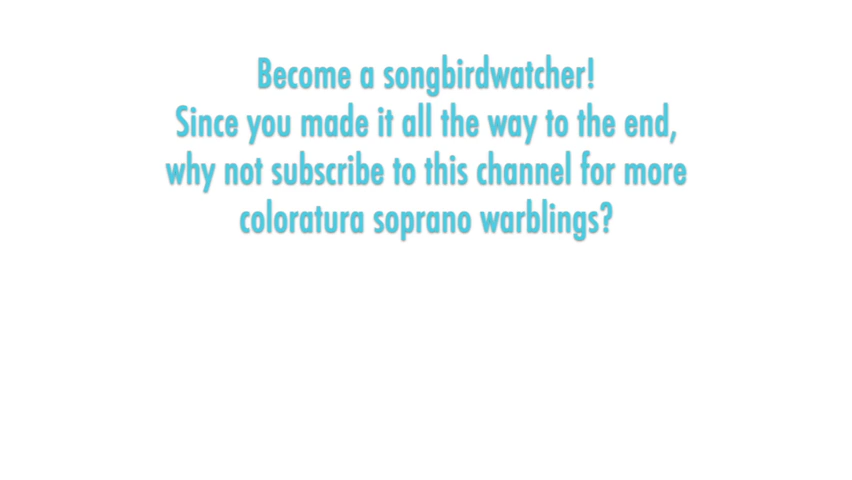 Become a songbirdwatcher!
Since you made it all the way to the end,
why not subscribe to this channel for more
coloratura soprano warblings?